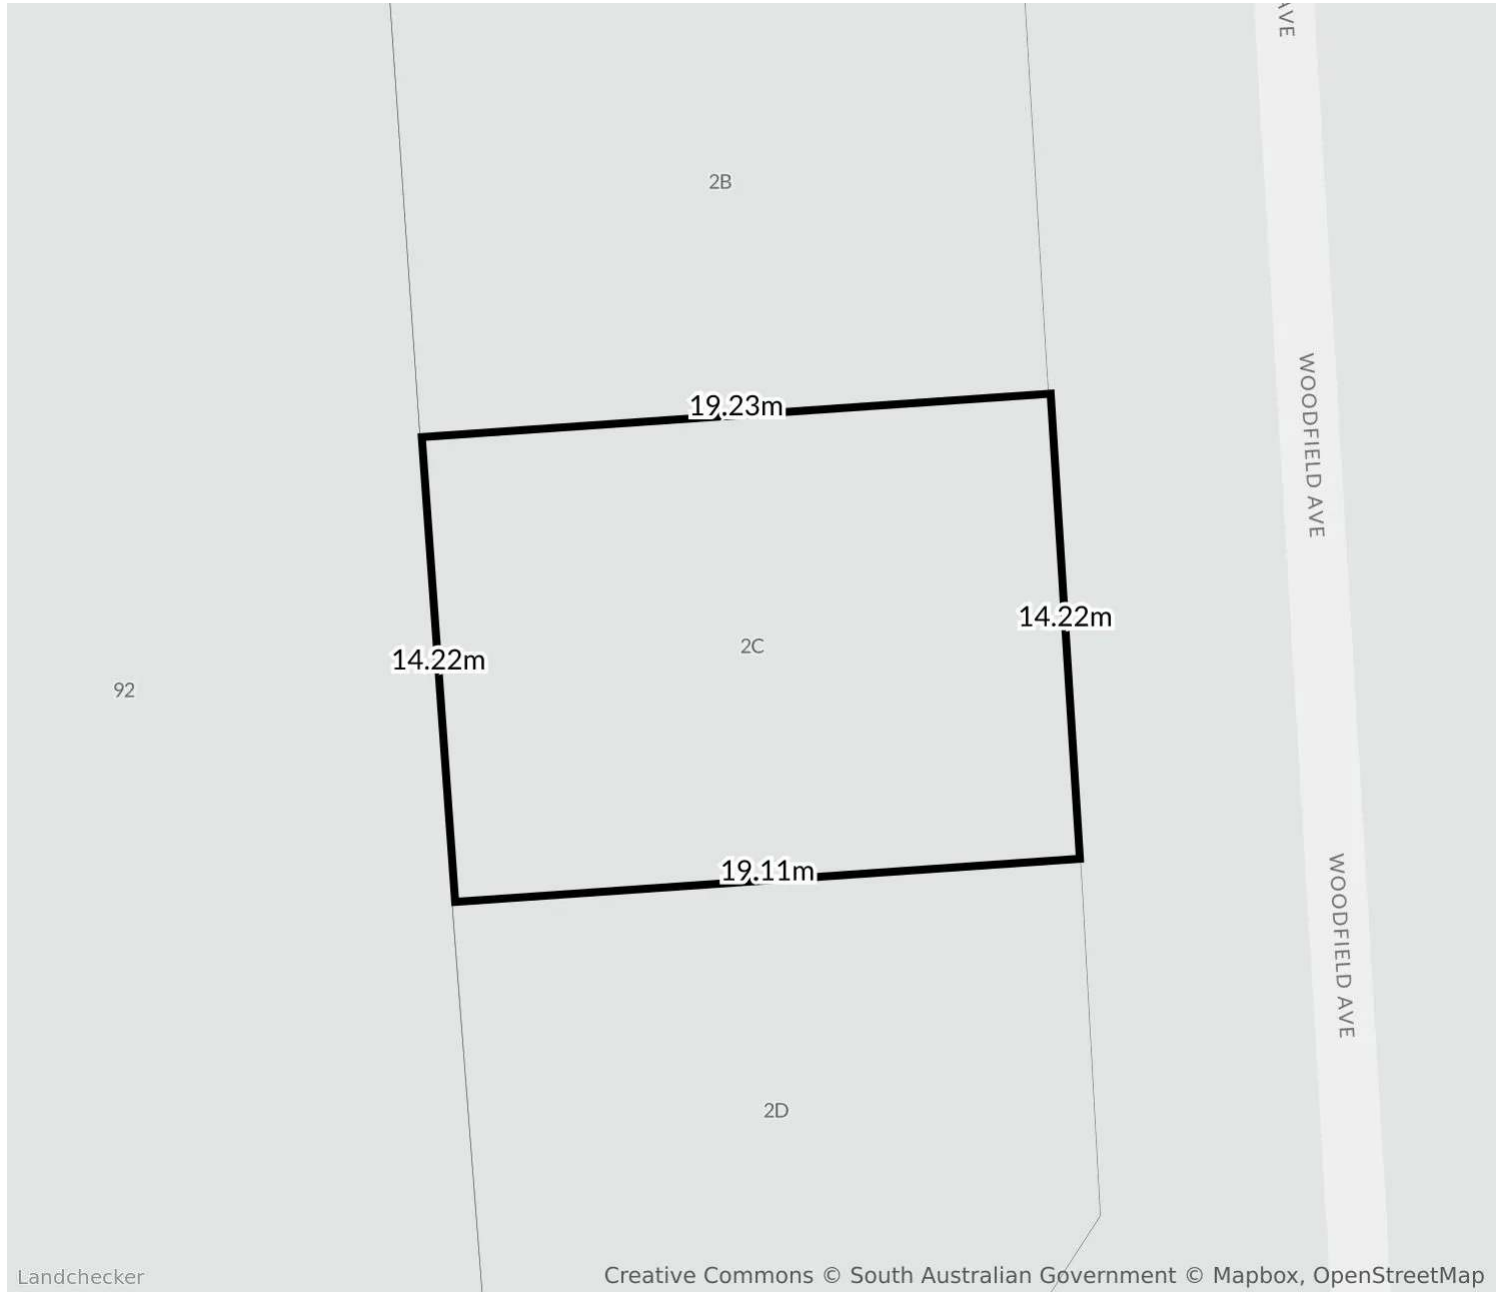 AVE
2B
WOODFIELD AVE
19.23m
14.22m
2C
14.22m
92
19.11m
WOODFIELD AVE
2D
Landchecker
Creative Commons © South Australian Government © Mapbox, OpenStreetMap